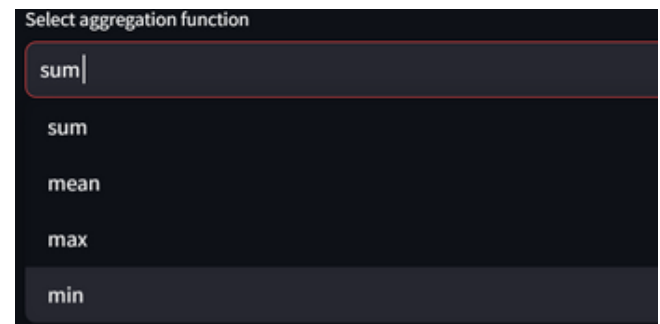 Select aggregation function
sum
sum
mean
max
min